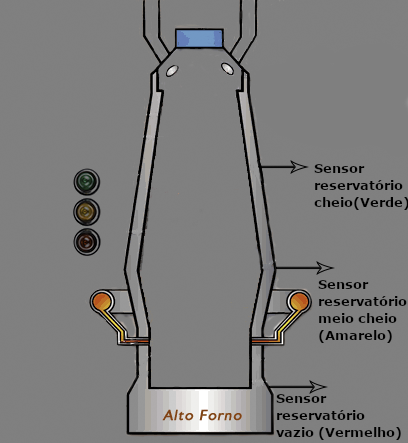 Sensor
reservatório
cheio(Verde)
Sensor
reservatório
meio cheio
(Amarelo)
Sensor
reservatório
vazio (Vermelho)
Alto Forno